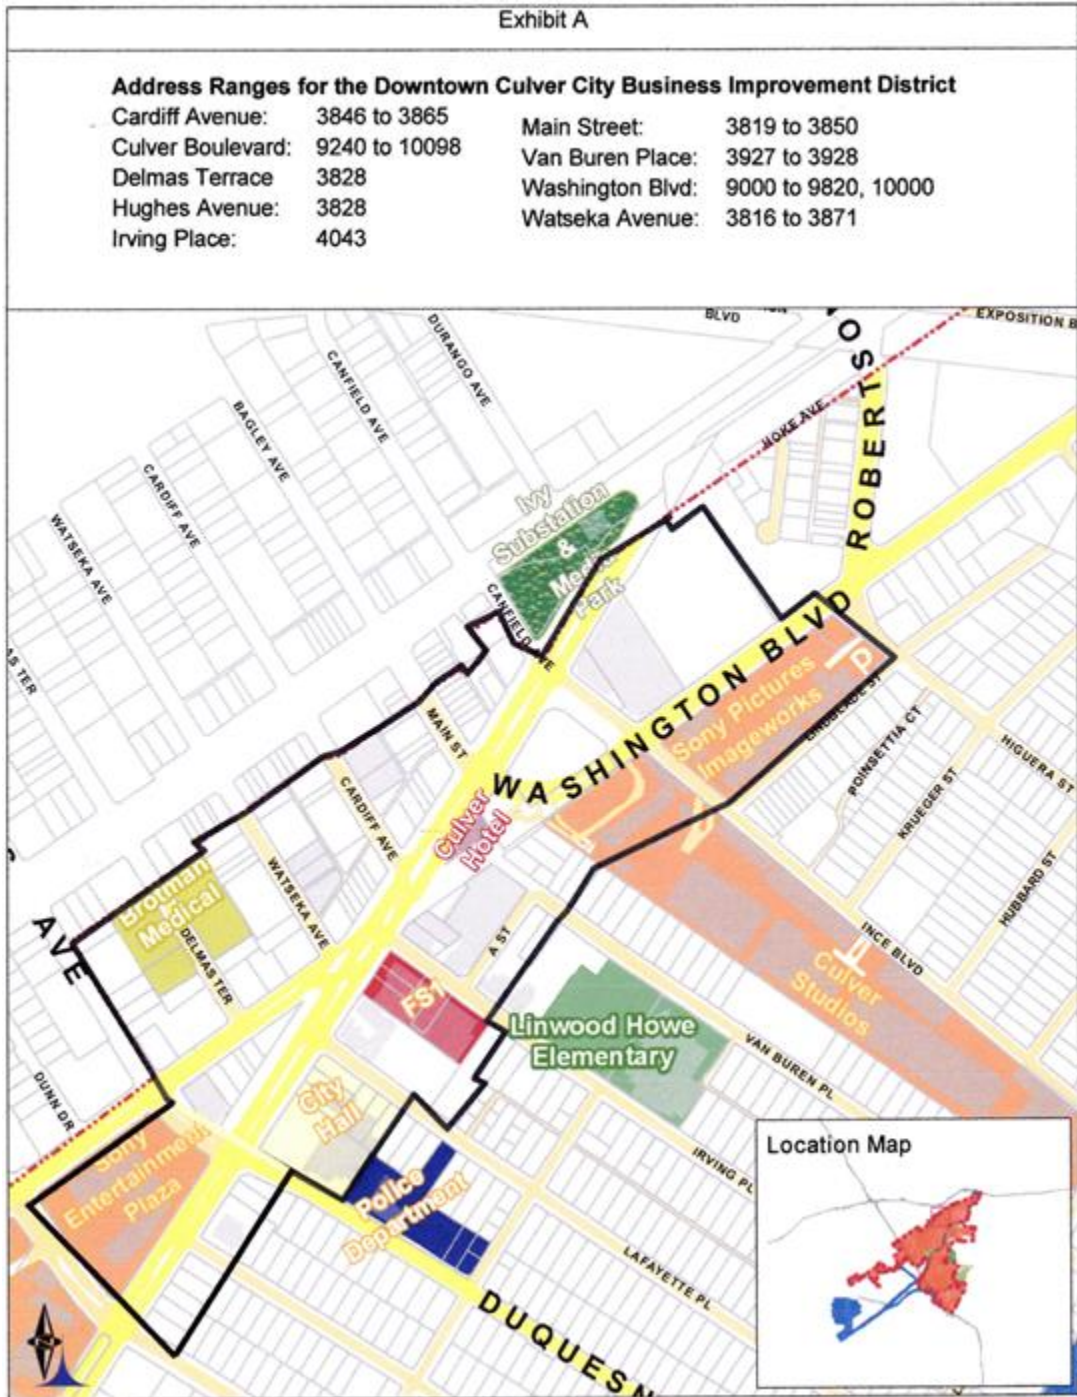 Exhibit A
Address Ranges for the Downtown Culver City Business Improvement District
Cardiff Avenue: 3846 to 3865
Culver Boulevard: 9240 to 10098
Delmas Terrace 3828
Hughes Avenue: 3828
Irving Place: 4043
Main Street: 3819 to 3850
Van Buren Place: 3927 to 3928
Washington Blvd: 9000 to 9820, 10000
Watseka Avenue: 3816 to 3871
BLVD
EXPOSITION B
DURANGO AVE
CANFIELD AVE
BAGLEY AVE
CARDIFF AVE
WATSEKA AVE
AS TER
HOKE AVE
ROBERTSO
Ivy
Substation
&
Media
Park
CANFIELD AVE
WASHINGTON BLVD
Sony Pictures
Imageworks
P
LINDBLADE ST
POINSETTIA CT
HIGUERA ST
KRUEGER ST
HUBBARD ST
MAIN ST
CARDIFF AVE
Culver
Hotel
WATSEKA AVE
Brotman
Medical
DELMAS TER
AVE
A ST
FS1
INCE BLVD
Culver
Studios
Linwood Howe
Elementary
VAN BUREN PL
IRVING PL
City
Hall
DUNN DR
Sony
Entertainment
Plaza
Police
Department
LAFAYETTE PL
DUQUESN
Location Map